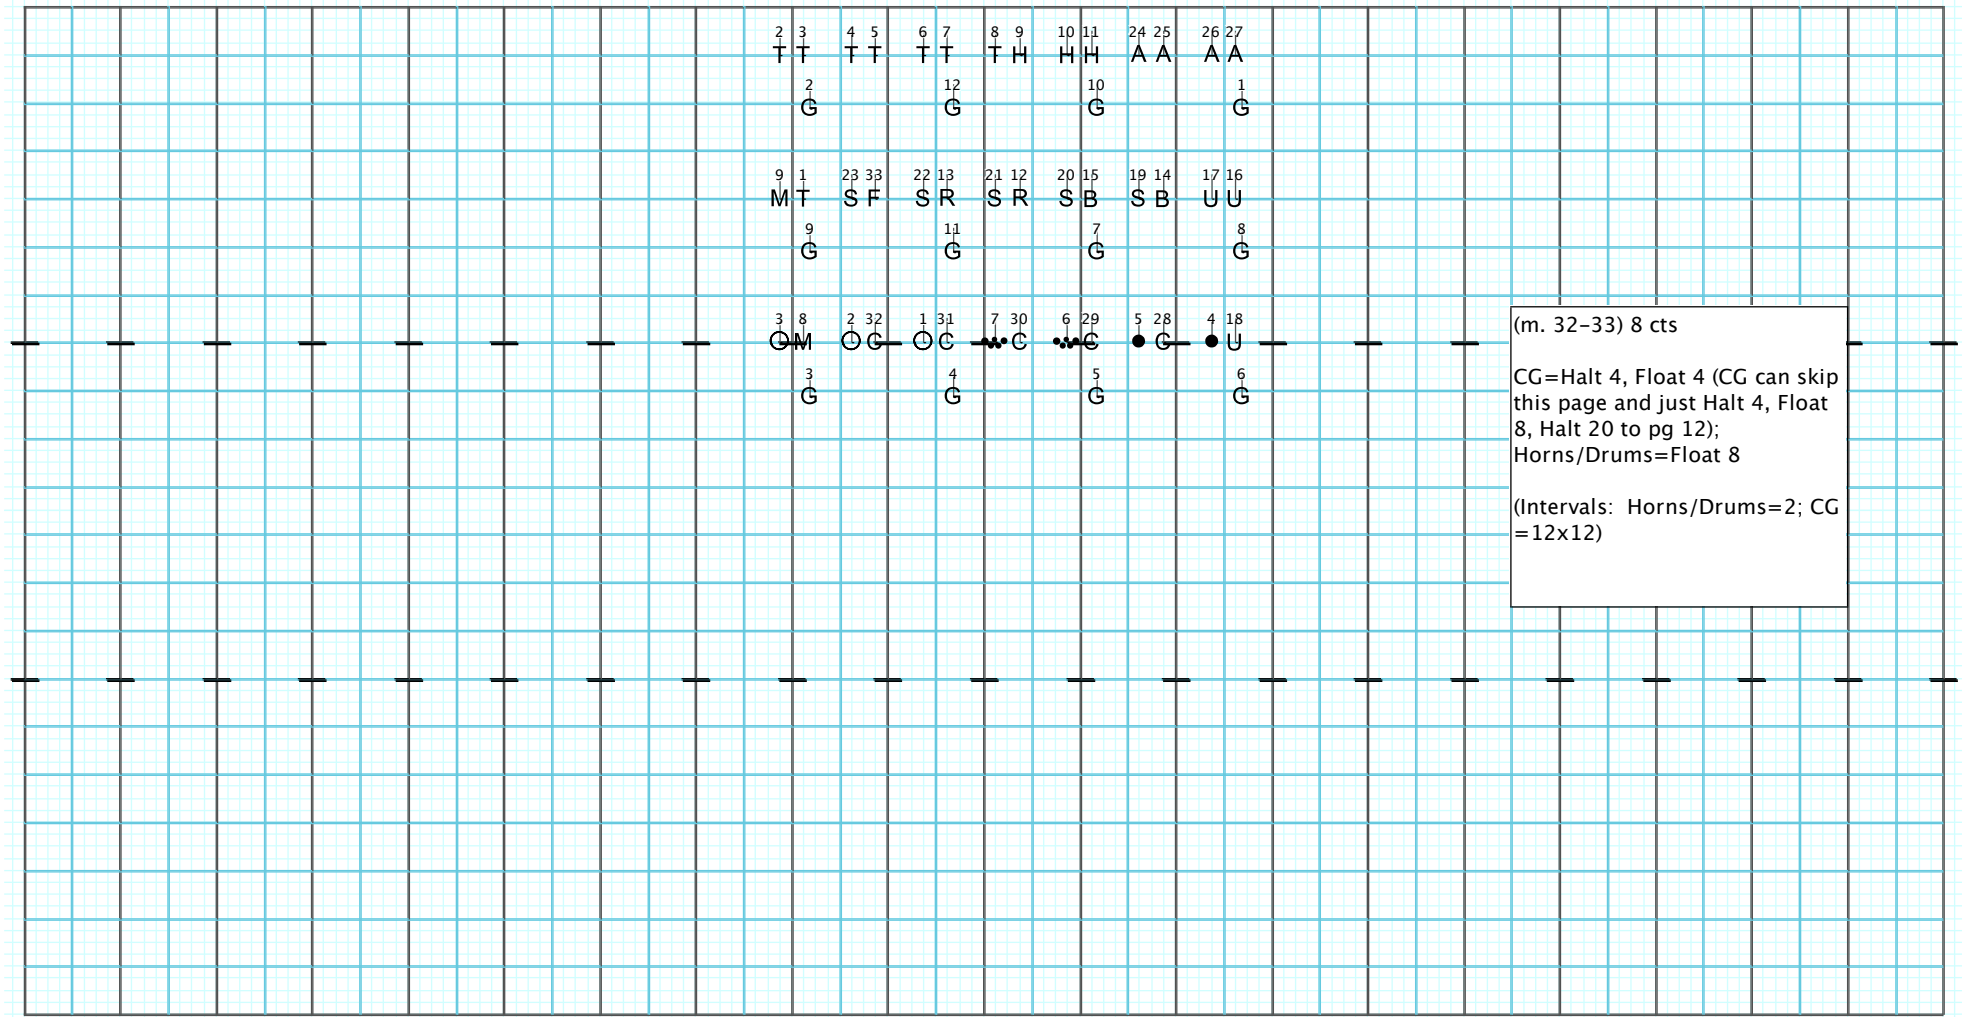 2 3 4 5 6 7 8 9 10 11 24 25 26 27
T T T T T T T H H H A A A A
2 12 10 1
G G G G
9 1 23 33 22 13 21 12 20 15 19 14 17 16
M T S F S R S R S B S B U U
9 11 7 8
G G G G
3 8 2 32 1 31 7 30 6 29 5 28 4 18
O M O C O C C C C U
3 4 5 6
G G G G
(m. 32-33) 8 cts
CG=Halt 4, Float 4 (CG can skip
this page and just Halt 4, Float
8, Halt 20 to pg 12);
Horns/Drums=Float 8
(Intervals: Horns/Drums=2; CG
=12x12)